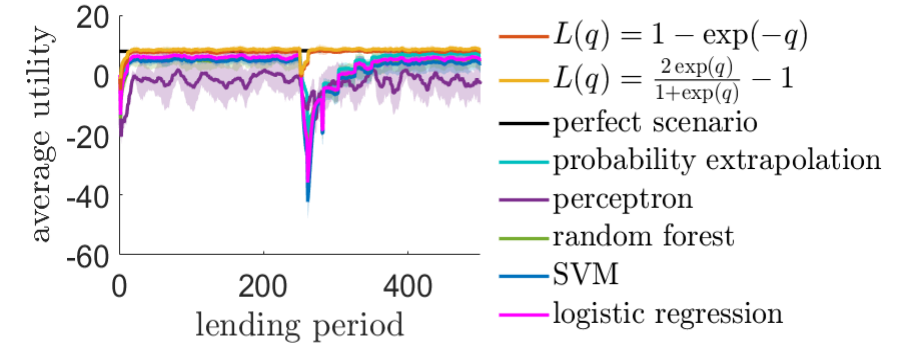 20
0
-20
-40
-60
average utility
0 200 400
lending period
L(q) = 1 − exp(−q)
L(q) = \frac{2 exp(q)}{1+exp(q)} − 1
perfect scenario
probability extrapolation
perceptron
random forest
SVM
logistic regression